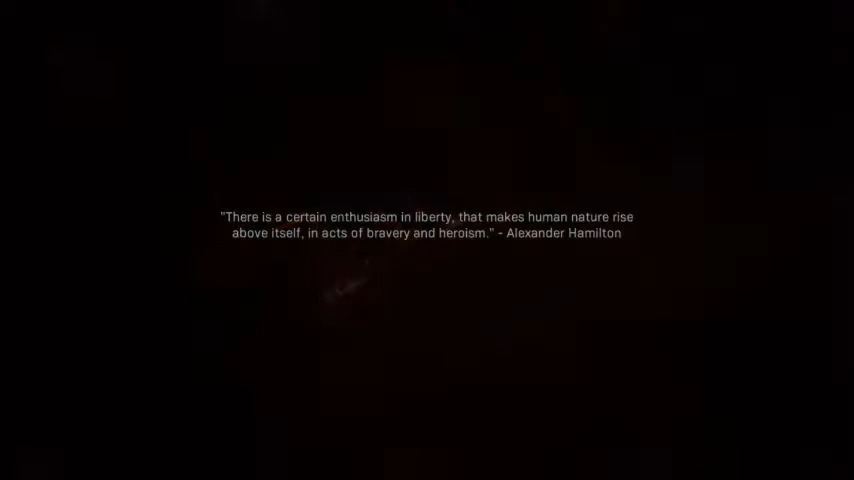 "There is a certain enthusiasm in liberty, that makes human nature rise
above itself, in acts of bravery and heroism." - Alexander Hamilton